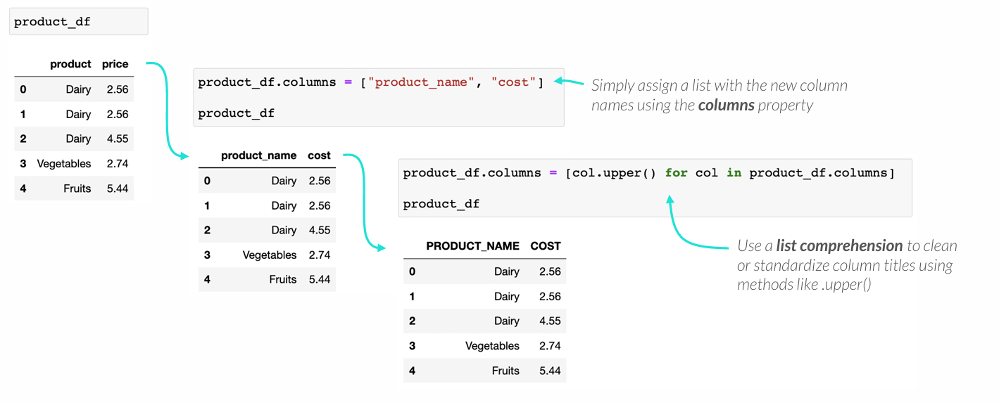 product_df
product price
0 Dairy 2.56
1 Dairy 2.56
2 Dairy 4.55
3 Vegetables 2.74
4 Fruits 5.44
product_df.columns = ["product_name", "cost"]
product_df
Simply assign a list with the new column
names using the columns property
product_name cost
0 Dairy 2.56
1 Dairy 2.56
2 Dairy 4.55
3 Vegetables 2.74
4 Fruits 5.44
product_df.columns = [col.upper() for col in product_df.columns]
product_df
Use a list comprehension to clean
or standardize column titles using
methods like .upper()
PRODUCT_NAME COST
0 Dairy 2.56
1 Dairy 2.56
2 Dairy 4.55
3 Vegetables 2.74
4 Fruits 5.44